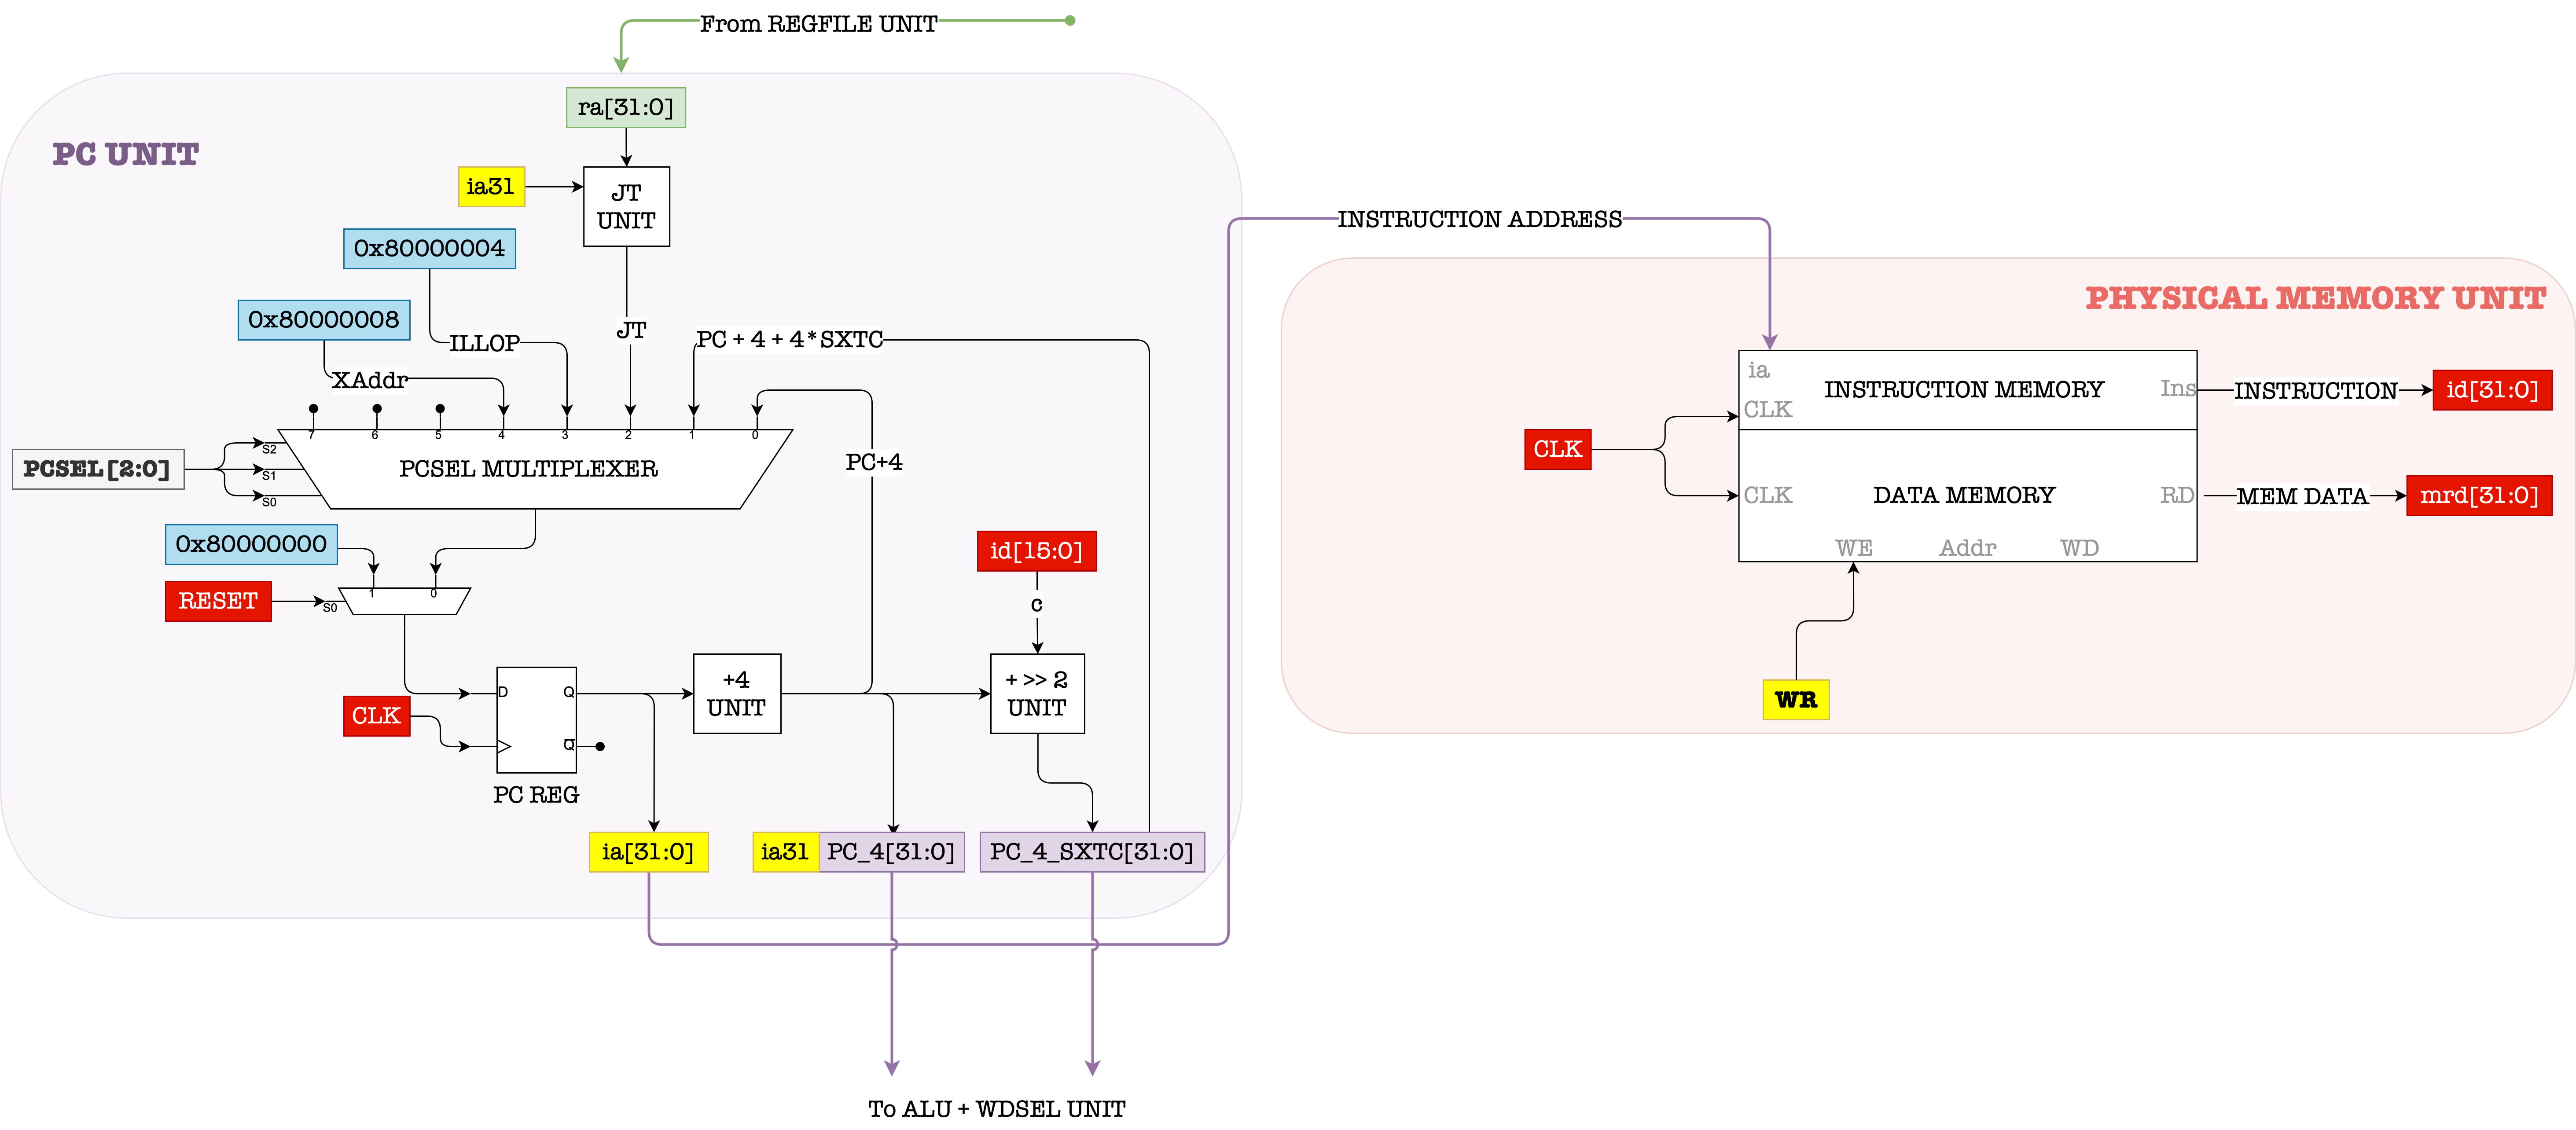 From REGFILE UNIT
ra[31:0]
PC UNIT
ia31
JT
UNIT
INSTRUCTION ADDRESS
0x80000004
PHYSICAL MEMORY UNIT
0x80000008
JT
PC + 4 + 4*SXTC
ILLOP
XAddr
ia
INSTRUCTION MEMORY
Ins
INSTRUCTION
id[31:0]
CLK
7
6
5
4
3
2
1
0
S2
PCSEL[2:0]
S1
PCSEL MULTIPLEXER
PC+4
S0
CLK
CLK
DATA MEMORY
RD
MEM DATA
mrd[31:0]
0x80000000
id[15:0]
WE
Addr
WD
1
0
RESET
S0
c
+4
UNIT
+ >> 2
UNIT
D
Q
WR
CLK
Q
PC REG
ia[31:0]
ia31
PC_4[31:0]
PC_4_SXTC[31:0]
To ALU + WDSEL UNIT